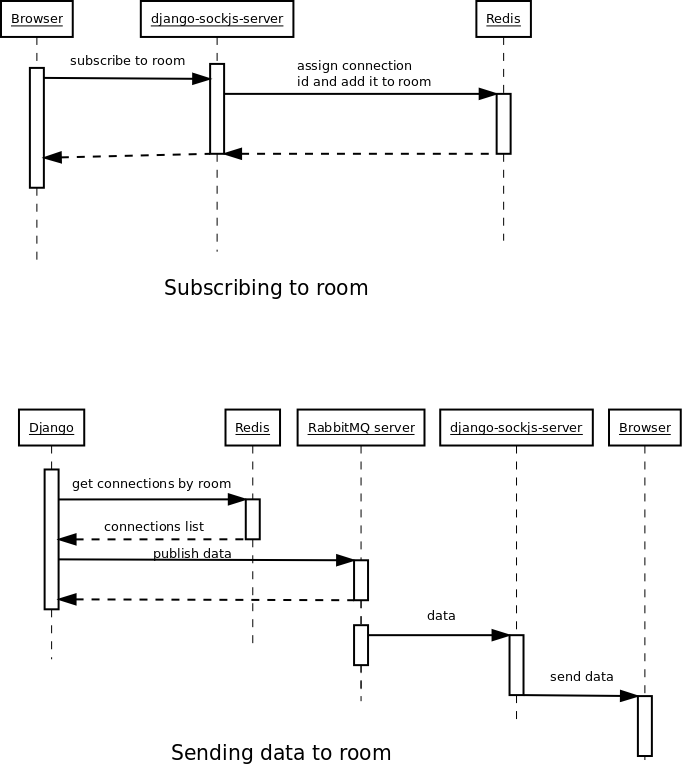 Browser
django-sockjs-server
Redis
subscribe to room
assign connection
id and add it to room
Subscribing to room
Django
Redis
RabbitMQ server
django-sockjs-server
Browser
get connections by room
connections list
publish data
data
send data
Sending data to room